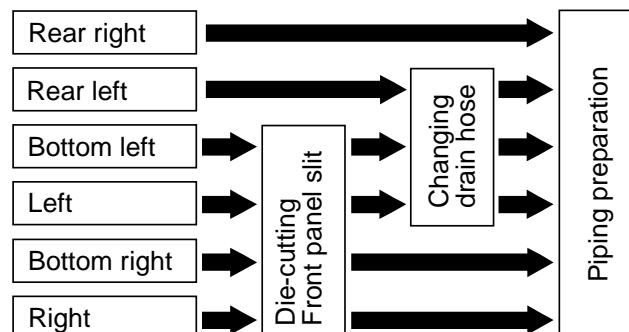 Rear right
Rear left
Bottom left
Left
Bottom right
Right
Die-cutting
Front panel slit
Changing
drain hose
Piping preparation